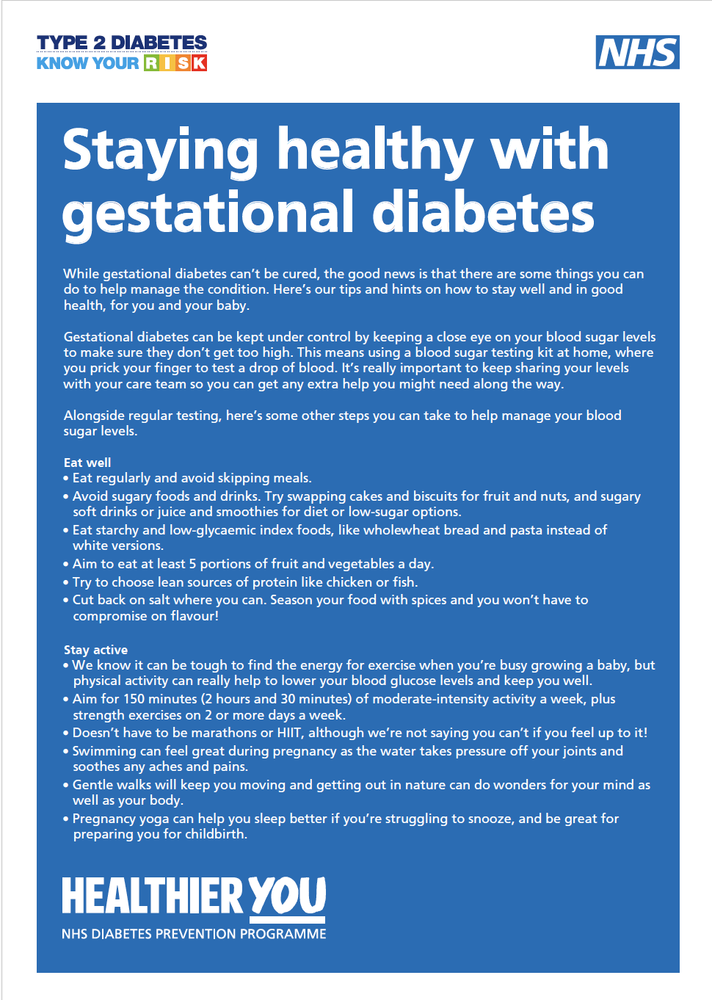 TYPE 2 DIABETES
KNOW YOUR RISK
NHS
Staying healthy with
gestational diabetes
While gestational diabetes can’t be cured, the good news is that there are some things you can
do to help manage the condition. Here’s our tips and hints on how to stay well and in good
health, for you and your baby.
Gestational diabetes can be kept under control by keeping a close eye on your blood sugar levels
to make sure they don’t get too high. This means using a blood sugar testing kit at home, where
you prick your finger to test a drop of blood. It’s really important to keep sharing your levels
with your care team so you can get any extra help you might need along the way.
Alongside regular testing, here’s some other steps you can take to help manage your blood
sugar levels.
Eat well
• Eat regularly and avoid skipping meals.
• Avoid sugary foods and drinks. Try swapping cakes and biscuits for fruit and nuts, and sugary
soft drinks or juice and smoothies for diet or low-sugar options.
• Eat starchy and low-glycaemic index foods, like wholewheat bread and pasta instead of
white versions.
• Aim to eat at least 5 portions of fruit and vegetables a day.
• Try to choose lean sources of protein like chicken or fish.
• Cut back on salt where you can. Season your food with spices and you won’t have to
compromise on flavour!
Stay active
• We know it can be tough to find the energy for exercise when you’re busy growing a baby, but
physical activity can really help to lower your blood glucose levels and keep you well.
• Aim for 150 minutes (2 hours and 30 minutes) of moderate-intensity activity a week, plus
strength exercises on 2 or more days a week.
• Doesn’t have to be marathons or HIIT, although we’re not saying you can’t if you feel up to it!
• Swimming can feel great during pregnancy as the water takes pressure off your joints and
soothes any aches and pains.
• Gentle walks will keep you moving and getting out in nature can do wonders for your mind as
well as your body.
• Pregnancy yoga can help you sleep better if you’re struggling to snooze, and be great for
preparing you for childbirth.
HEALTHIER YOU
NHS DIABETES PREVENTION PROGRAMME